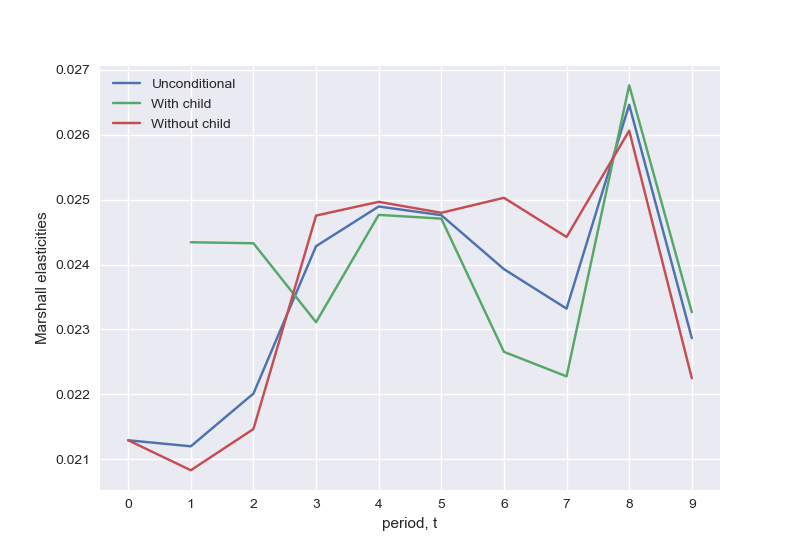 0.027
0.026
0.025
0.024
0.023
0.022
0.021
Marshall elasticities
Unconditional
With child
Without child
0 1 2 3 4 5 6 7 8 9
period, t